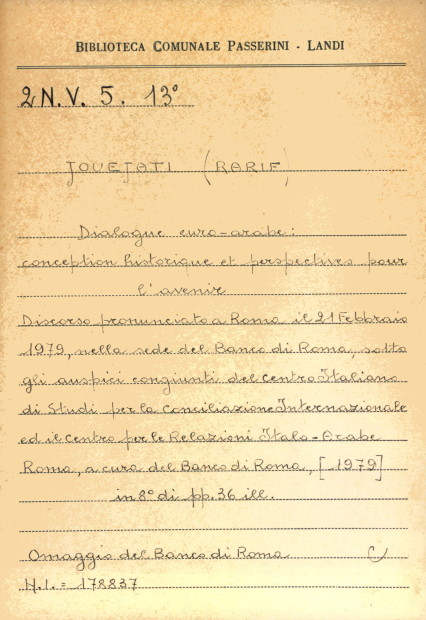 BIBLIOTECA COMUNALE PASSERINI - LANDI
2 N. V. 5. 13°
JOUEJATI (RARIF)
Dialogue euro-arabe:
conception historique et perspectives pour
l'avenir
Discorso pronunciato a Roma il 21 Febbraio
1979, nella sede del Banco di Roma, sotto
gli auspici congiunti del Centro Italiano
di Studi per la Conciliazione Internazionale
ed il Centro per le Relazioni Italo-Arabe
Roma, a cura del Banco di Roma, [1979]
in 8° di pp. 36 ill.
Omaggio del Banco di Roma C
N.I. = 178837